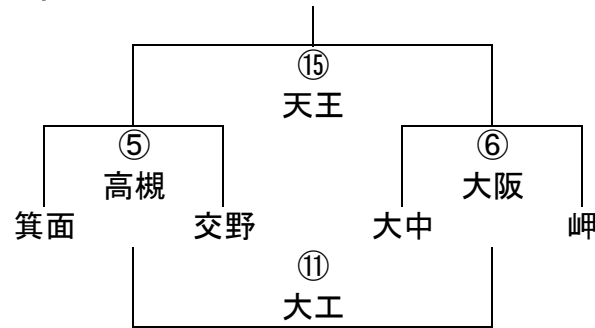 ⑮
天王
⑤ ⑥
高槻 大阪
箕面 交野 大中 岬
⑪
大工